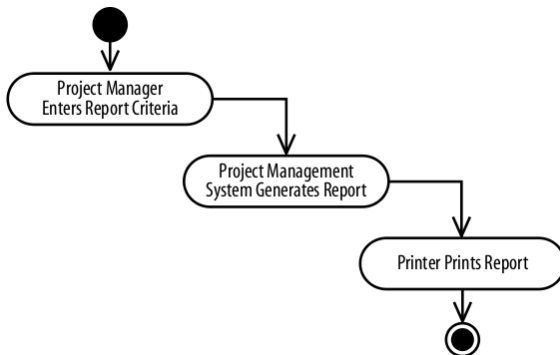 Project Manager
Enters Report Criteria
Project Management
System Generates Report
Printer Prints Report